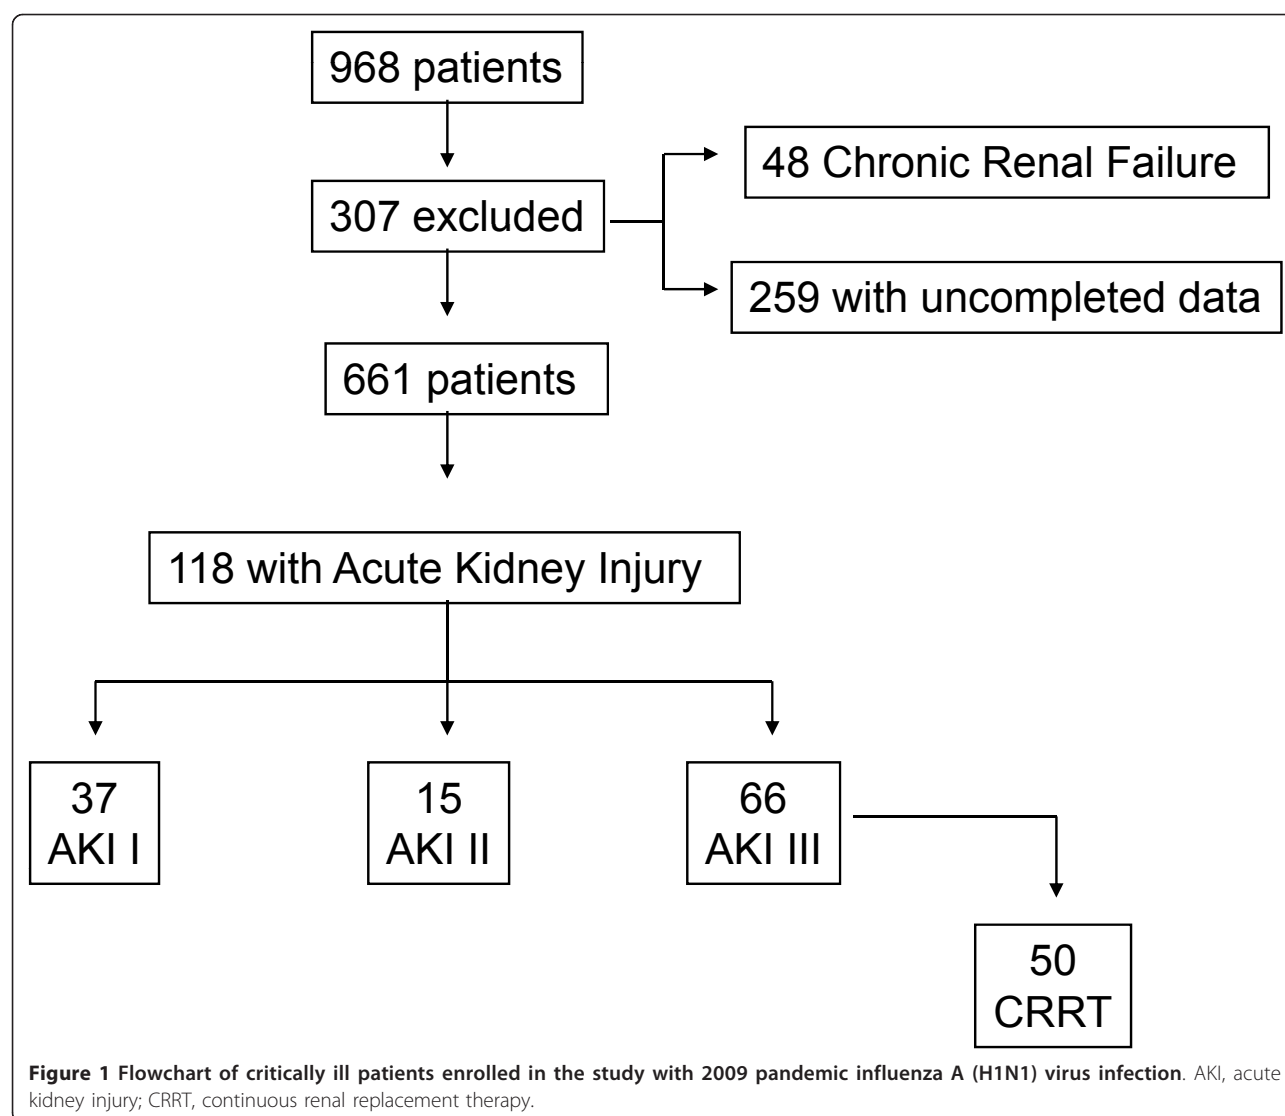 968 patients
48 Chronic Renal Failure
307 excluded
259 with uncompleted data
661 patients
118 with Acute Kidney Injury
37
AKI I
15
AKI II
66
AKI III
50
CRRT
Figure 1 Flowchart of critically ill patients enrolled in the study with 2009 pandemic influenza A (H1N1) virus infection. AKI, acute
kidney injury; CRRT, continuous renal replacement therapy.